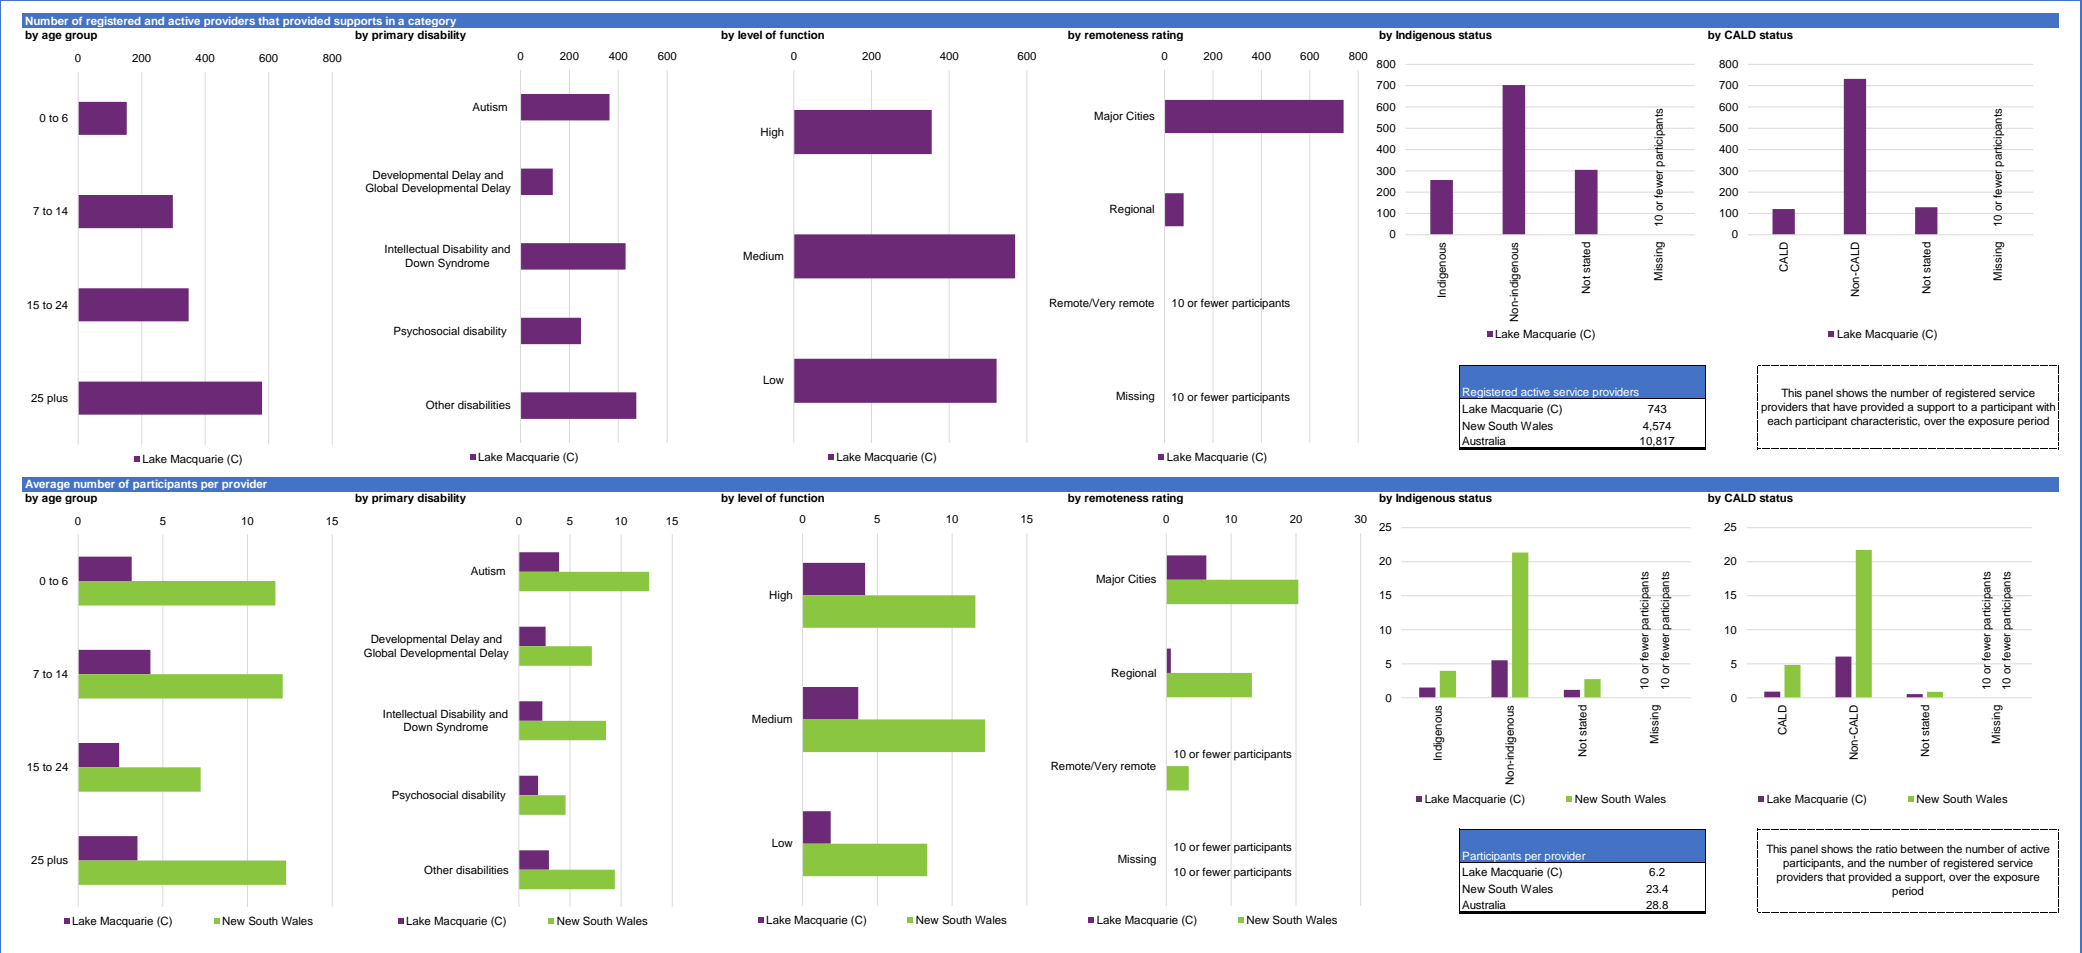 Number of registered and active providers that provided supports in a category
by age group
0 200 400 600 800
0 to 6
7 to 14
15 to 24
25 plus
Lake Macquarie (C)
by primary disability
0 200 400 600
Autism
Developmental Delay and
Global Developmental Delay
Intellectual Disability and
Down Syndrome
Psychosocial disability
Other disabilities
Lake Macquarie (C)
by level of function
0 200 400 600
High
Medium
Low
Lake Macquarie (C)
by remoteness rating
0 200 400 600 800
Major Cities
Regional
Remote/Very remote 10 or fewer participants
Missing 10 or fewer participants
Lake Macquarie (C)
by Indigenous status
800
700
600
500
400
300
200
100
0
10 or fewer participants
Indigenous
Non-indigenous
Not stated
Missing
Lake Macquarie (C)
by CALD status
800
700
600
500
400
300
200
100
0
10 or fewer participants
CALD
Non-CALD
Not stated
Missing
Lake Macquarie (C)
Registered active service providers
Lake Macquarie (C) 743
New South Wales 4,574
Australia 10,817
This panel shows the number of registered service
providers that have provided a support to a participant with
each participant characteristic, over the exposure period
Average number of participants per provider
by age group
0 5 10 15
0 to 6
7 to 14
15 to 24
25 plus
Lake Macquarie (C) New South Wales
by primary disability
0 5 10 15
Autism
Developmental Delay and
Global Developmental Delay
Intellectual Disability and
Down Syndrome
Psychosocial disability
Other disabilities
Lake Macquarie (C) New South Wales
by level of function
0 5 10 15
High
Medium
Low
Lake Macquarie (C) New South Wales
by remoteness rating
0 10 20 30
Major Cities
Regional
10 or fewer participants
Remote/Very remote
10 or fewer participants
Missing
10 or fewer participants
Lake Macquarie (C) New South Wales
by Indigenous status
25
20
15
10
5
0
10 or fewer participants
10 or fewer participants
Indigenous
Non-indigenous
Not stated
Missing
Lake Macquarie (C) New South Wales
by CALD status
25
20
15
10
5
0
10 or fewer participants
10 or fewer participants
CALD
Non-CALD
Not stated
Missing
Lake Macquarie (C) New South Wales
Participants per provider
Lake Macquarie (C) 6.2
New South Wales 23.4
Australia 28.8
This panel shows the ratio between the number of active
participants, and the number of registered service
providers that provided a support, over the exposure
period